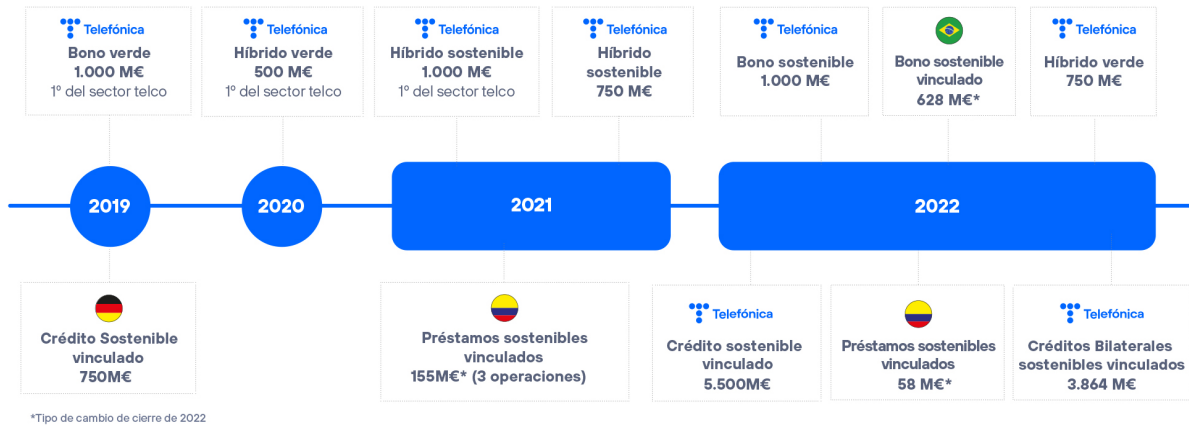 Telefónica
Bono verde
1.000 M€
1º del sector telco
Telefónica
Híbrido verde
500 M€
1º del sector telco
Telefónica
Híbrido sostenible
1.000 M€
1º del sector telco
Telefónica
Híbrido
sostenible
750 M€
Telefónica
Bono sostenible
1.000 M€
Bono sostenible
vinculado
628 M€*
Telefónica
Híbrido verde
750 M€
2019
2020
2021
2022
Crédito Sostenible
vinculado
750M€
Préstamos sostenibles
vinculados
155M€* (3 operaciones)
Telefónica
Crédito sostenible
vinculado
5.500M€
Préstamos sostenibles
vinculados
58 M€*
Telefónica
Créditos Bilaterales
sostenibles vinculados
3.864 M€
*Tipo de cambio de cierre de 2022